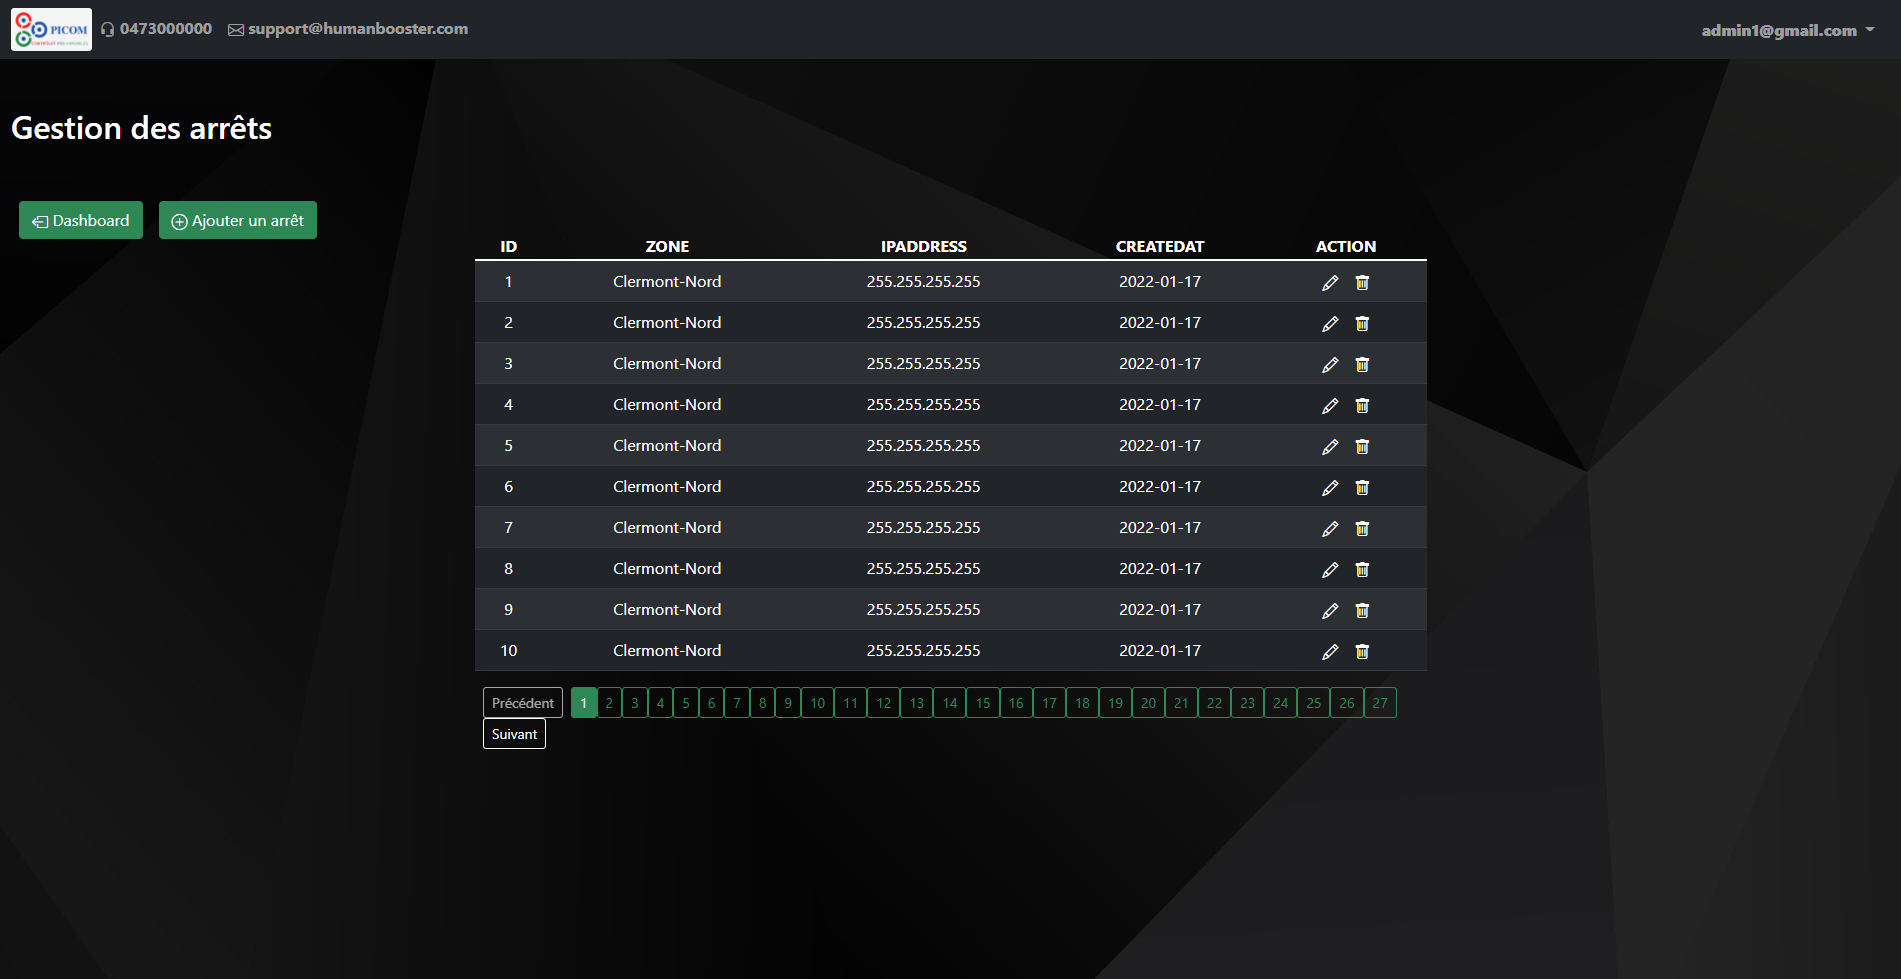 PICOM 0473000000 support@humanbooster.com admin1@gmail.com
Gestion des arrêts
Dashboard Ajouter un arrêt
ID ZONE IPADDRESS CREATEDAT ACTION
1 Clermont-Nord 255.255.255.255 2022-01-17
2 Clermont-Nord 255.255.255.255 2022-01-17
3 Clermont-Nord 255.255.255.255 2022-01-17
4 Clermont-Nord 255.255.255.255 2022-01-17
5 Clermont-Nord 255.255.255.255 2022-01-17
6 Clermont-Nord 255.255.255.255 2022-01-17
7 Clermont-Nord 255.255.255.255 2022-01-17
8 Clermont-Nord 255.255.255.255 2022-01-17
9 Clermont-Nord 255.255.255.255 2022-01-17
10 Clermont-Nord 255.255.255.255 2022-01-17
Précédent 1 2 3 4 5 6 7 8 9 10 11 12 13 14 15 16 17 18 19 20 21 22 23 24 25 26 27
Suivant